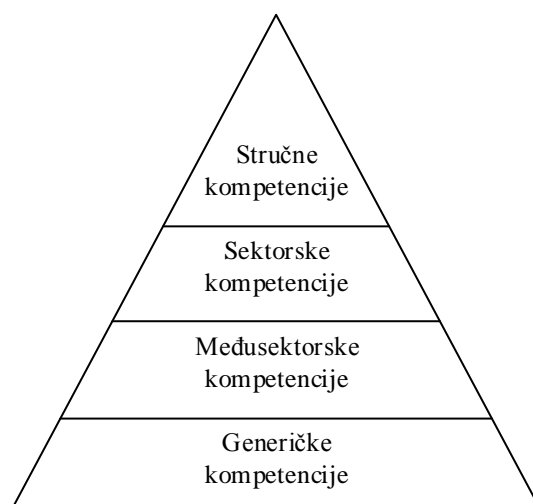 Stručne
kompetencije
Sektorske
kompetencije
Međusektorske
kompetencije
Generičke
kompetencije